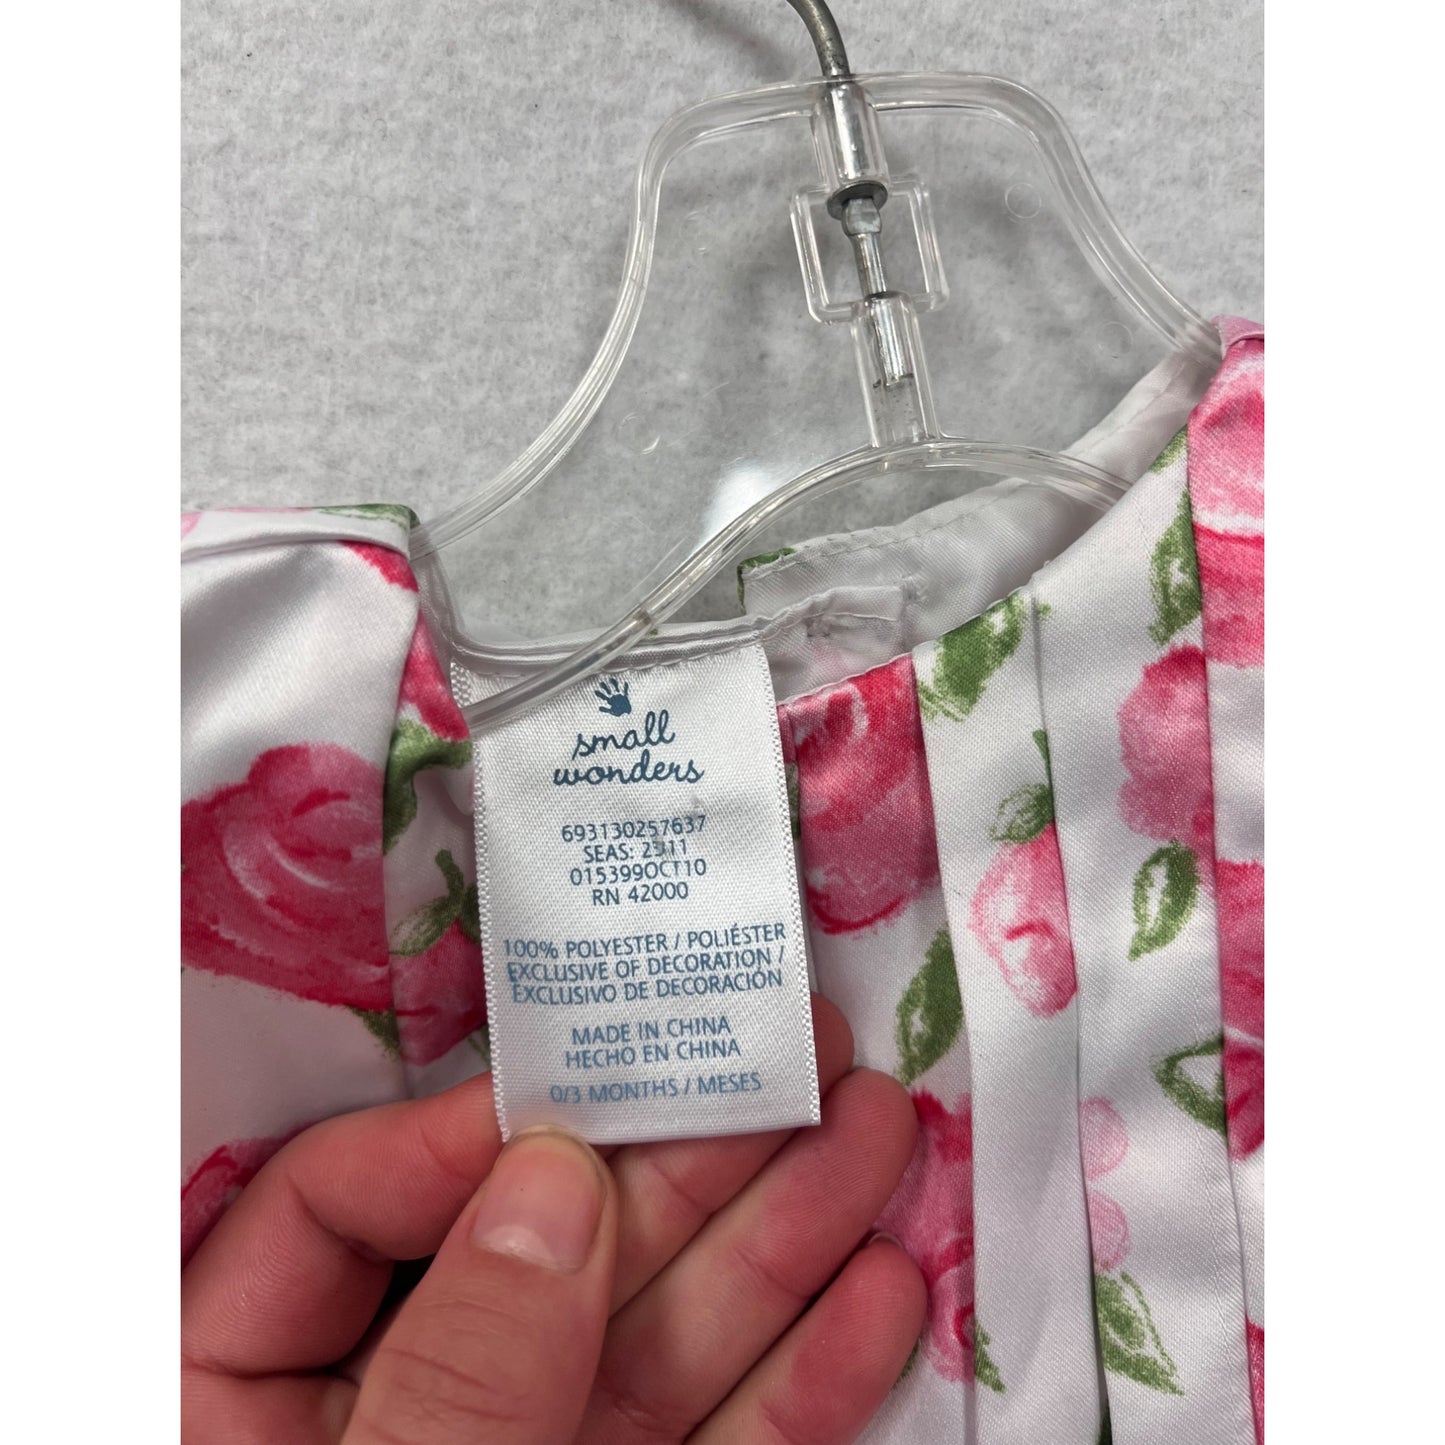 small
wonders
693130257637
SEAS: 2311
015399OCT10
RN 42000
100% POLYESTER / POLIÉSTER
EXCLUSIVE OF DECORATION /
EXCLUSIVO DE DECORACIÓN
MADE IN CHINA
HECHO EN CHINA
0/3 MONTHS / MESES